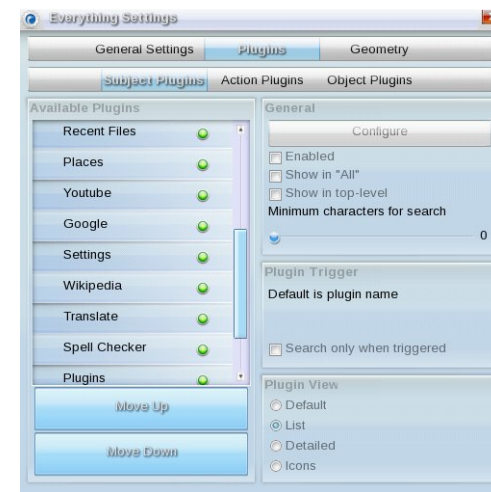 Everything Settings
General Settings Plugins Geometry
Subject Plugins Action Plugins Object Plugins
Available Plugins
Recent Files
Places
Youtube
Google
Settings
Wikipedia
Translate
Spell Checker
Plugins
Move Up
Move Down
General
Configure
Enabled
Show in "All"
Show in top-level
Minimum characters for search
0
Plugin Trigger
Default is plugin name
Search only when triggered
Plugin View
Default
List
Detailed
Icons